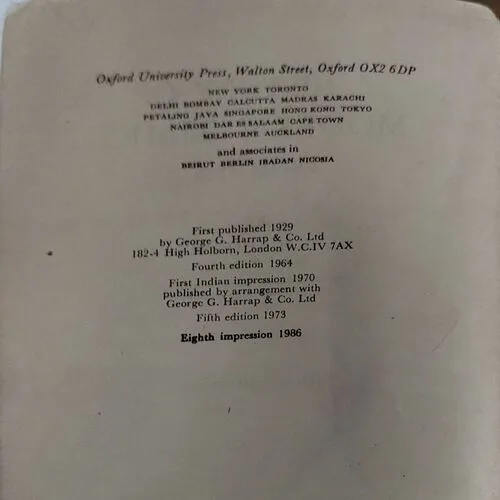 Oxford University Press, Walton Street, Oxford OX2 6DP
NEW YORK TORONTO
DELHI BOMBAY CALCUTTA MADRAS KARACHI
PETALING JAYA SINGAPORE HONG KONG TOKYO
NAIROBI DAR ES SALAAM CAPE TOWN
MELBOURNE AUCKLAND
and associates in
BEIRUT BERLIN IBADAN NICOSIA
First published 1929
by George G. Harrap & Co. Ltd
182-4 High Holborn, London W.C.IV 7AX
Fourth edition 1964
First Indian impression 1970
published by arrangement with
George G. Harrap & Co. Ltd
Fifth edition 1973
Eighth impression 1986